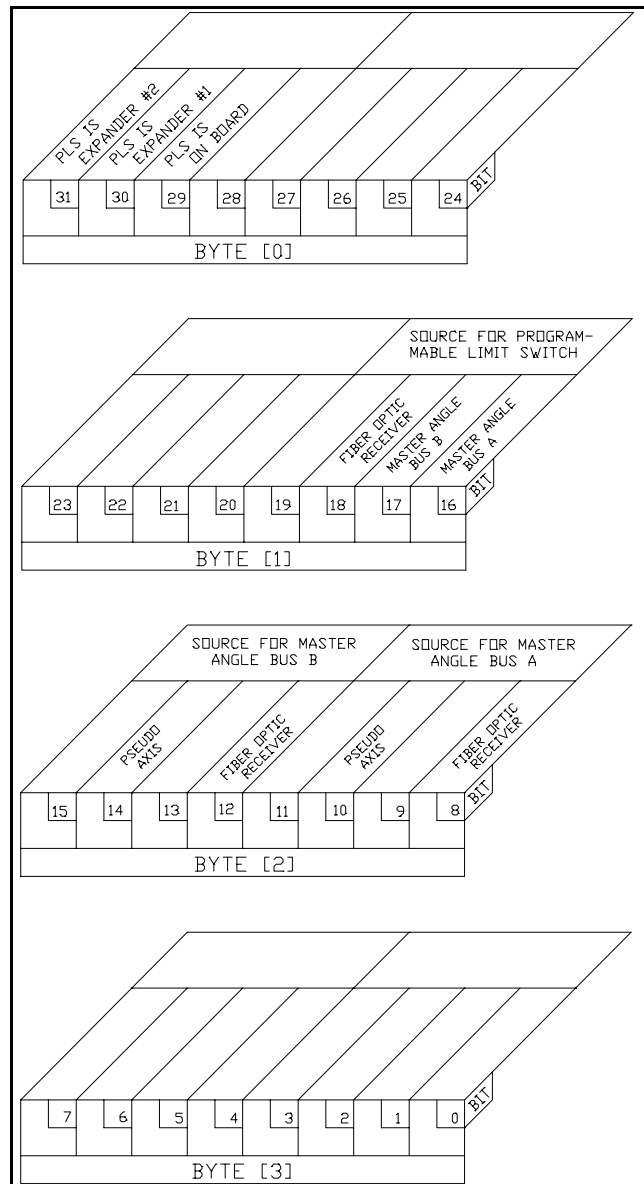 PLS IS
EXPANDER #2
PLS IS
EXPANDER #1
PLS IS
ON BOARD
31 30 29 28 27 26 25 24 BIT
BYTE [0]
SOURCE FOR PROGRAM-
MABLE LIMIT SWITCH
FIBER OPTIC
RECEIVER
MASTER ANGLE
BUS B
MASTER ANGLE
BUS A
23 22 21 20 19 18 17 16 BIT
BYTE [1]
SOURCE FOR MASTER
ANGLE BUS B
SOURCE FOR MASTER
ANGLE BUS A
PSEUDO
AXIS
FIBER OPTIC
RECEIVER
PSEUDO
AXIS
FIBER OPTIC
RECEIVER
15 14 13 12 11 10 9 8 BIT
BYTE [2]
7 6 5 4 3 2 1 0 BIT
BYTE [3]